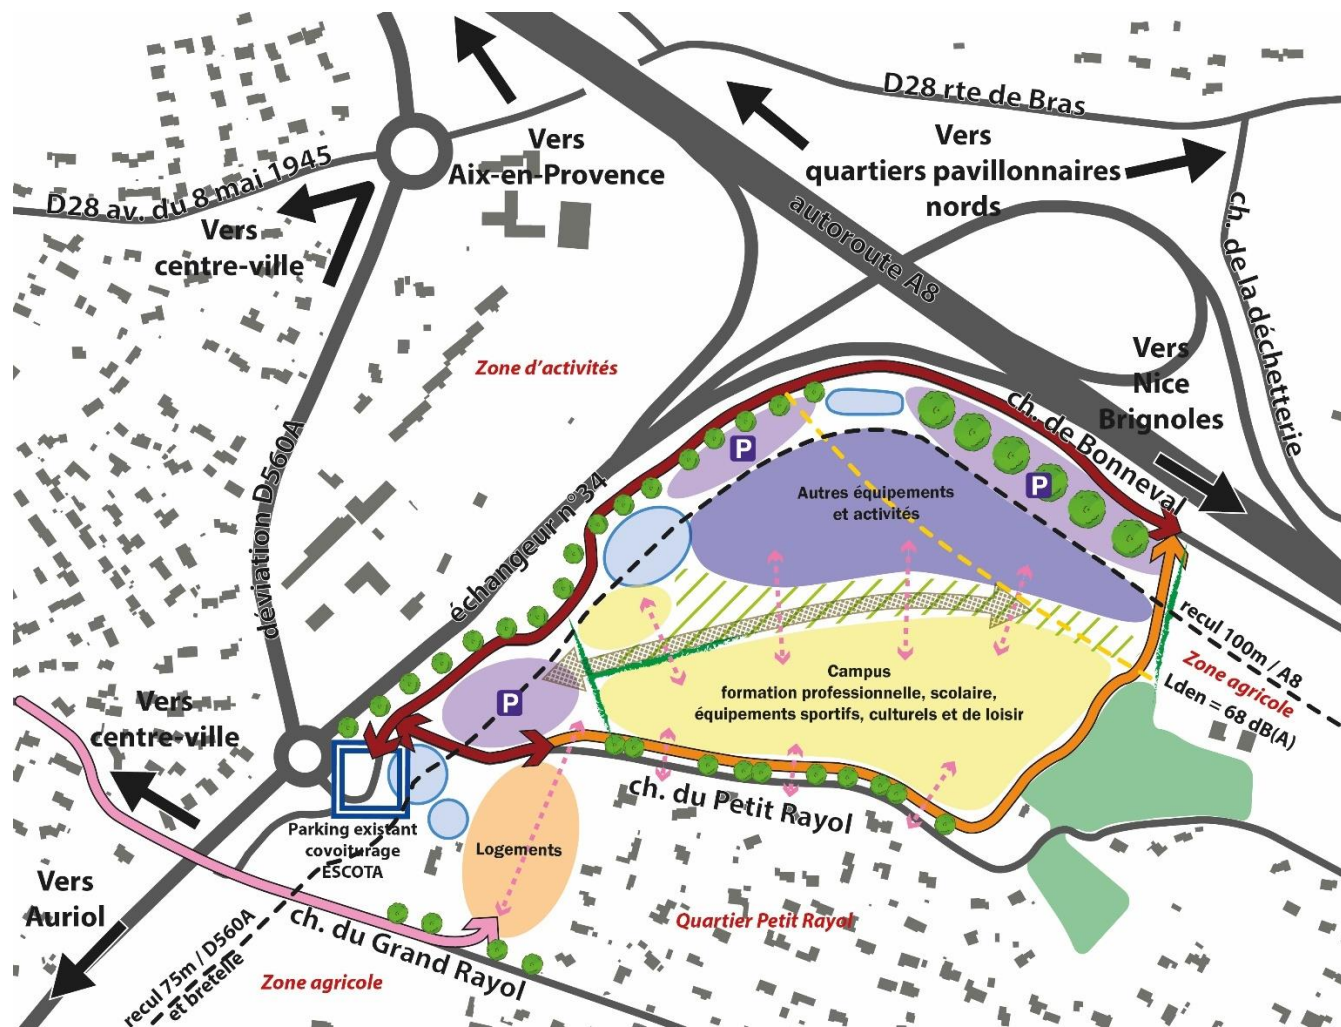 D28 rte de Bras
Vers
Aix-en-Provence
Vers
quartiers pavillonnaires
nords
D28 av. du 8 mai 1945
Vers
centre-ville
autoroute A8
ch. de la déchetterie
Zone d'activités
Vers
Nice
Brignoles
ch. de Bonneval
déviation D560A
échangeur n°34
P
P
Autres équipements
et activités
recul 100m / A8
Zone agricole
Lden = 68 dB(A)
Campus
formation professionnelle, scolaire,
équipements sportifs, culturels et de loisir
P
Vers
centre-ville
ch. du Petit Rayol
Parking existant
covoiturage
ESCOTA
Logements
Vers
Auriol
ch. du Grand Rayol
Quartier Petit Rayol
recul 75m / D560A
et bretelle
Zone agricole